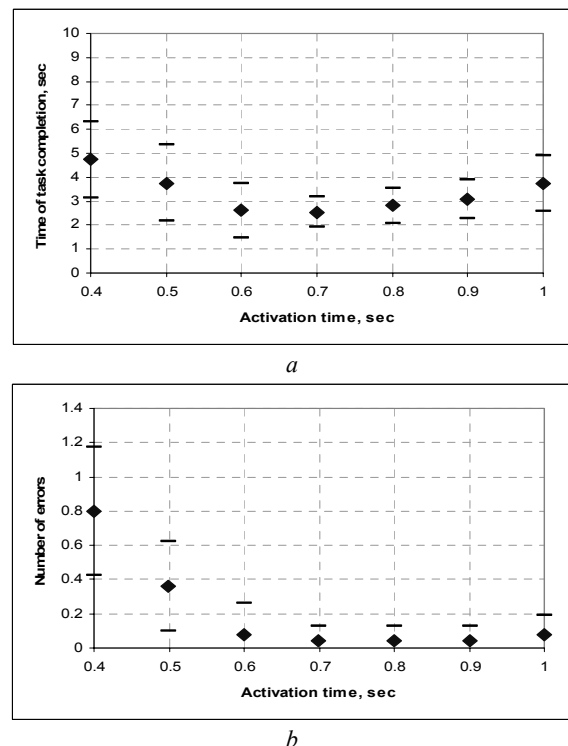 Time of task completion, sec
10
9
8
7
6
5
4
3
2
1
0
0.4 0.5 0.6 0.7 0.8 0.9 1
Activation time, sec
a
Number of errors
1.4
1.2
1
0.8
0.6
0.4
0.2
0
0.4 0.5 0.6 0.7 0.8 0.9 1
Activation time, sec
b